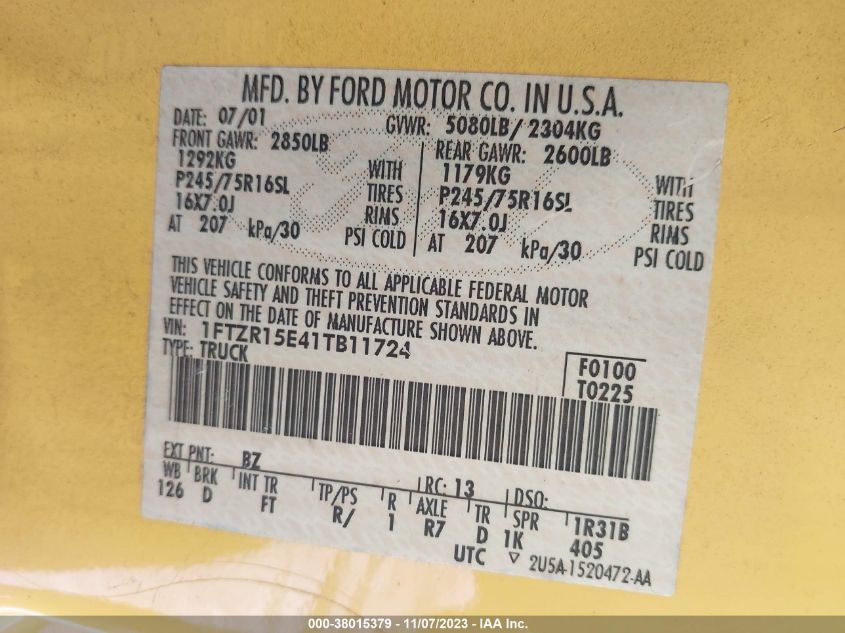 MFD. BY FORD MOTOR CO. IN U.S.A.
DATE: 07/01 GVWR: 5080LB/ 2304KG
FRONT GAWR: 2850LB REAR GAWR: 2600LB
1292KG WITH 1179KG WITH
P245/75R16SL TIRES P245/75R16SL TIRES
16X7.0J RIMS 16X7.0J RIMS
AT 207 kPa/30 PSI COLD AT 207 kPa/30 PSI COLD
THIS VEHICLE CONFORMS TO ALL APPLICABLE FEDERAL MOTOR
VEHICLE SAFETY AND THEFT PREVENTION STANDARDS IN
EFFECT ON THE DATE OF MANUFACTURE SHOWN ABOVE.
VIN: 1FTZR15E41TB11724
TYPE: TRUCK
F0100
T0225
EXT PNT: BZ RC: 13 DSO:
WB BRK INT TR TP/PS R AXLE TR SPR 1R31B
126 D FT R/ 1 R7 D 1K 405
UTC ▽ 2U5A-1520472-AA
000-38015379 - 11/07/2023 - IAA Inc.